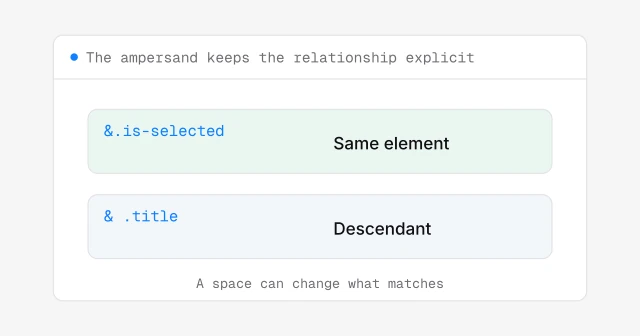 The ampersand keeps the relationship explicit
&.is-selected
Same element
& .title
Descendant
A space can change what matches